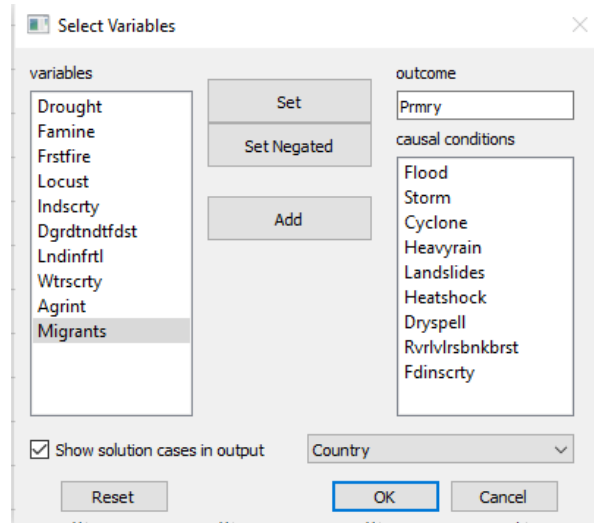 Select Variables
variables
Drought
Famine
Frstfire
Locust
Indscrty
Dgrdtndtfdst
Lndinfrtl
Wtrscrty
Agrint
Migrants
Set
Set Negated
Add
outcome
Prmry
causal conditions
Flood
Storm
Cyclone
Heavyrain
Landslides
Heatshock
Dryspell
Rvrlvlrsbnkbrst
Fdinscrty
Show solution cases in output
Country
Reset
OK
Cancel